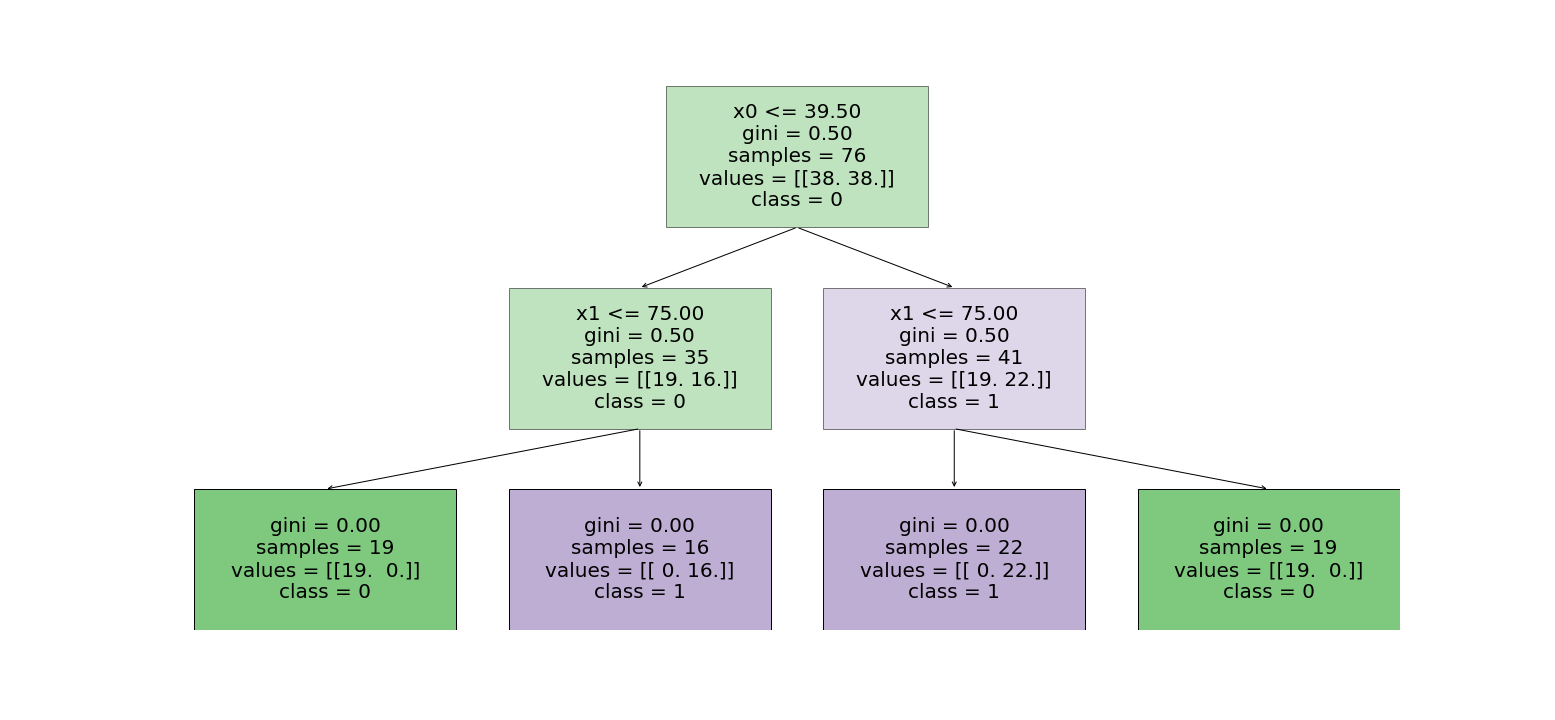 x0 <= 39.50
gini = 0.50
samples = 76
values = [[38. 38.]]
class = 0
x1 <= 75.00
gini = 0.50
samples = 35
values = [[19. 16.]]
class = 0
x1 <= 75.00
gini = 0.50
samples = 41
values = [[19. 22.]]
class = 1
gini = 0.00
samples = 19
values = [[19.  0.]]
class = 0
gini = 0.00
samples = 16
values = [[ 0. 16.]]
class = 1
gini = 0.00
samples = 22
values = [[ 0. 22.]]
class = 1
gini = 0.00
samples = 19
values = [[19.  0.]]
class = 0